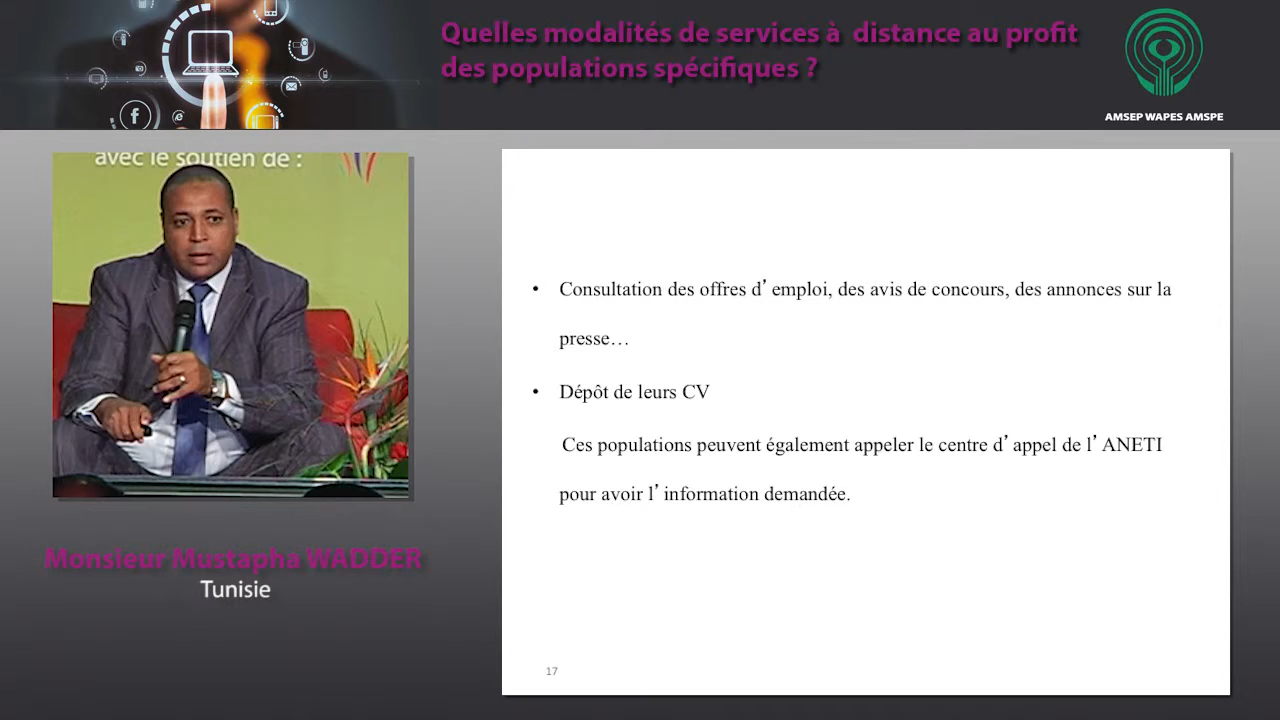 Quelles modalités de services à distance au profit
des populations spécifiques ?
AMSEP WAPES AMSPE
avec le soutien de :
• Consultation des offres d’ emploi, des avis de concours, des annonces sur la
presse…
• Dépôt de leurs CV
Ces populations peuvent également appeler le centre d’ appel de l’ ANETI
pour avoir l’ information demandée.
Monsieur Mustapha WADDER
Tunisie
17